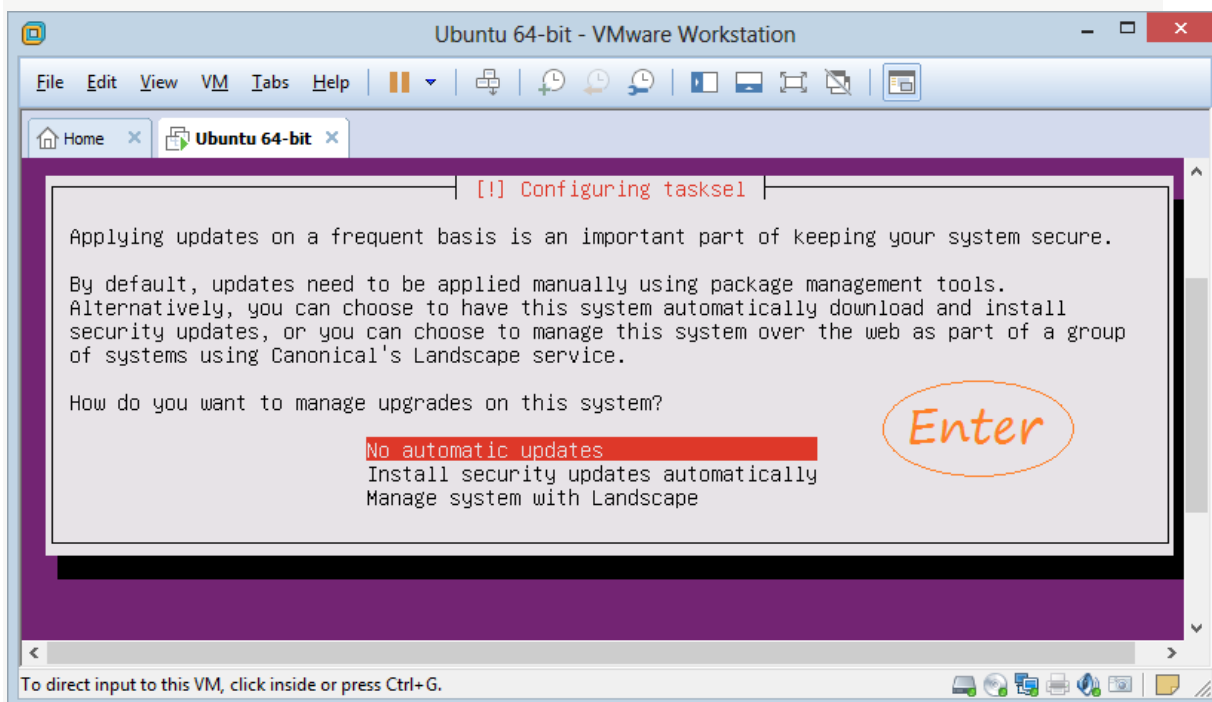 Ubuntu 64-bit - VMware Workstation
File Edit View VM Tabs Help
Home Ubuntu 64-bit
[!] Configuring tasksel
Applying updates on a frequent basis is an important part of keeping your system secure.
By default, updates need to be applied manually using package management tools.
Alternatively, you can choose to have this system automatically download and install
security updates, or you can choose to manage this system over the web as part of a group
of systems using Canonical's Landscape service.
How do you want to manage upgrades on this system?
Enter
No automatic updates
Install security updates automatically
Manage system with Landscape
To direct input to this VM, click inside or press Ctrl+G.